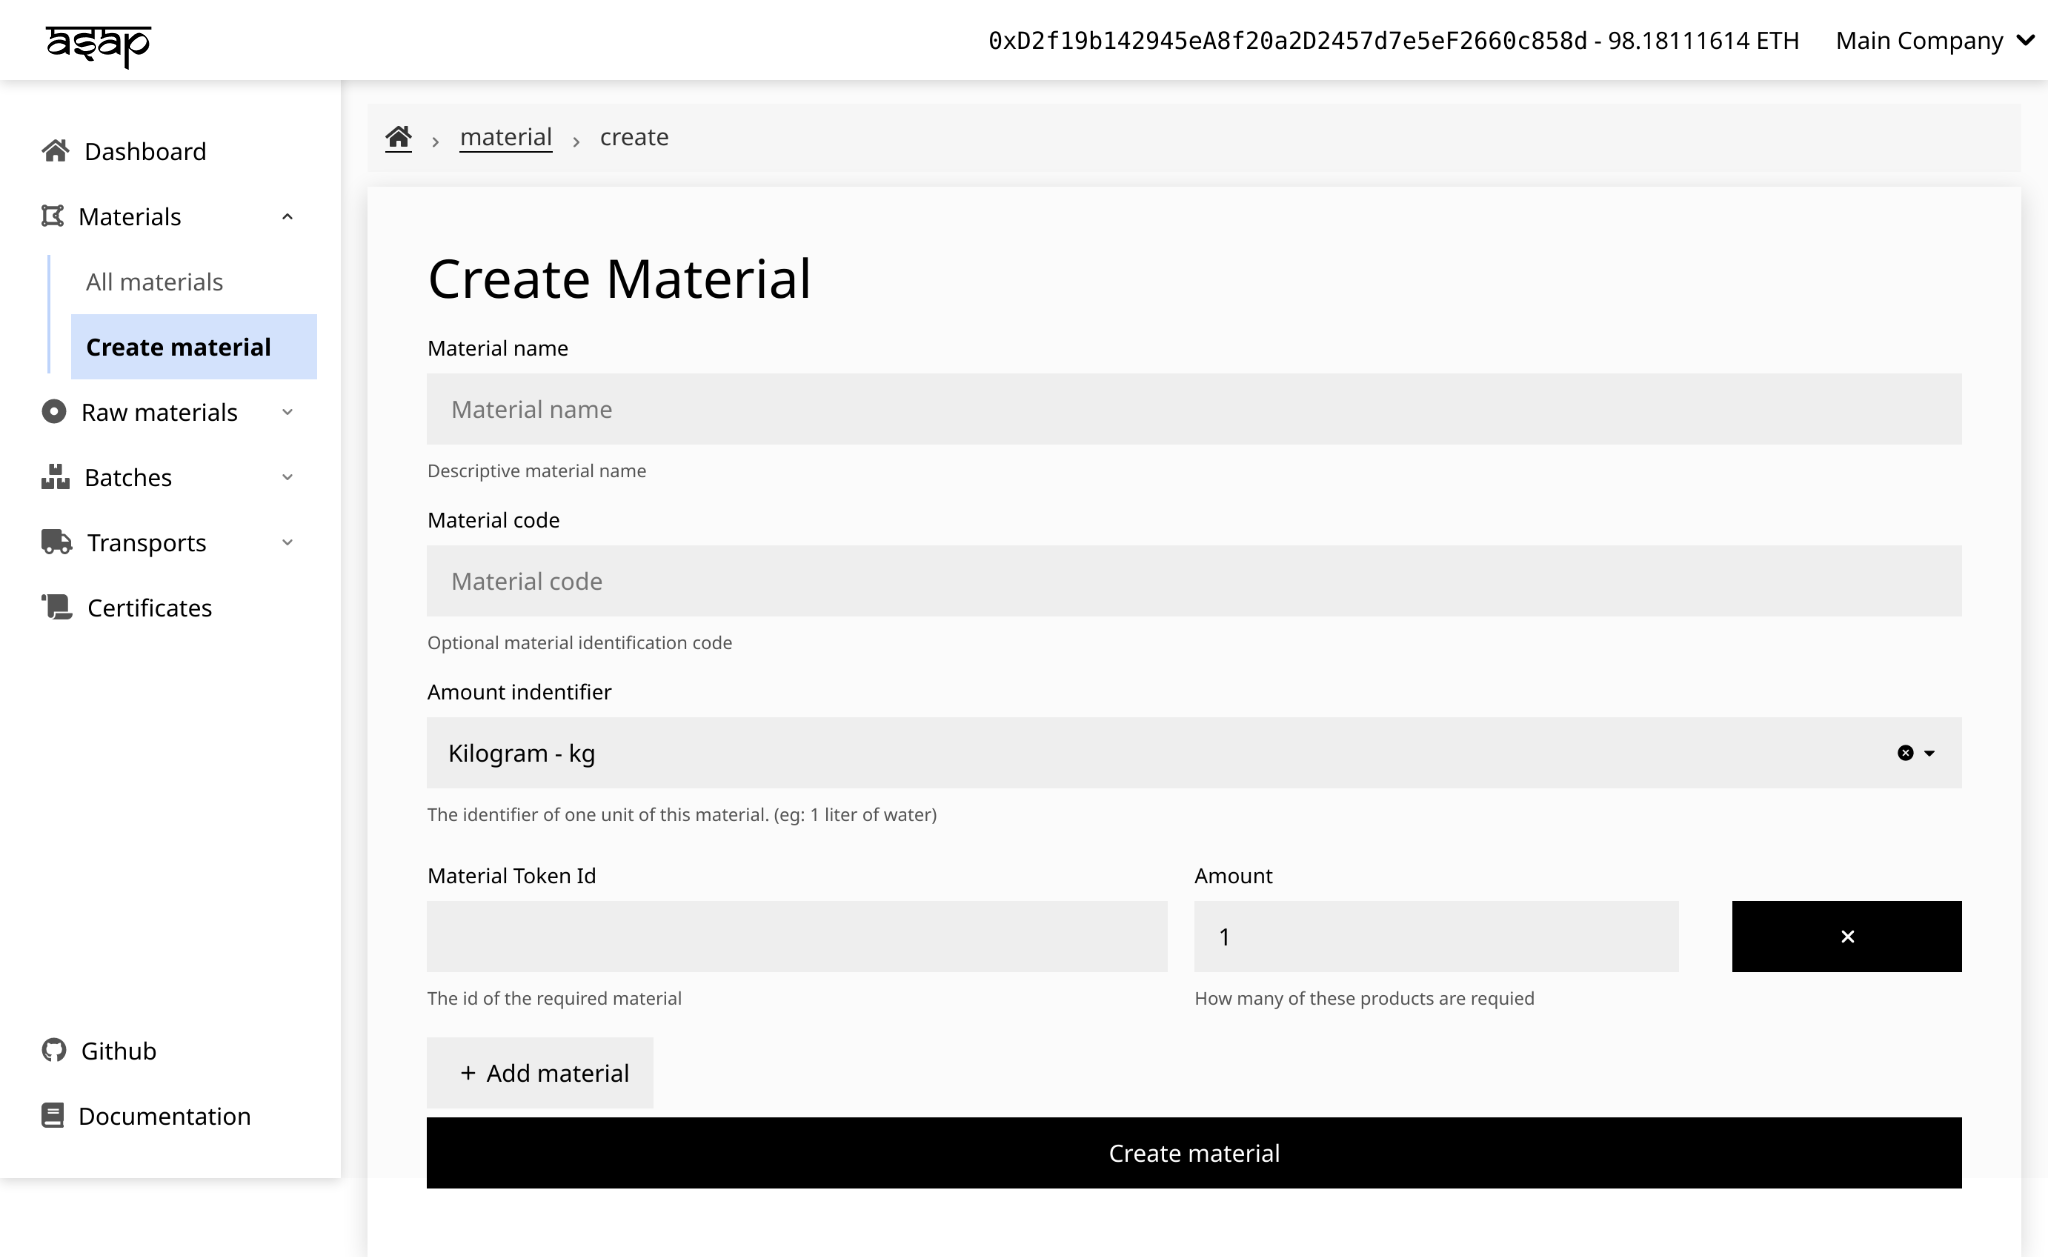 asap
0xD2f19b142945eA8f20a2D2457d7e5eF2660c858d - 98.18111614 ETH
Main Company
Dashboard
Materials
All materials
Create material
Raw materials
Batches
Transports
Certificates
Github
Documentation
material › create
Create Material
Material name
Material name
Descriptive material name
Material code
Material code
Optional material identification code
Amount indentifier
Kilogram - kg
The identifier of one unit of this material. (eg: 1 liter of water)
Material Token Id
Amount
1
The id of the required material
How many of these products are requied
+ Add material
Create material